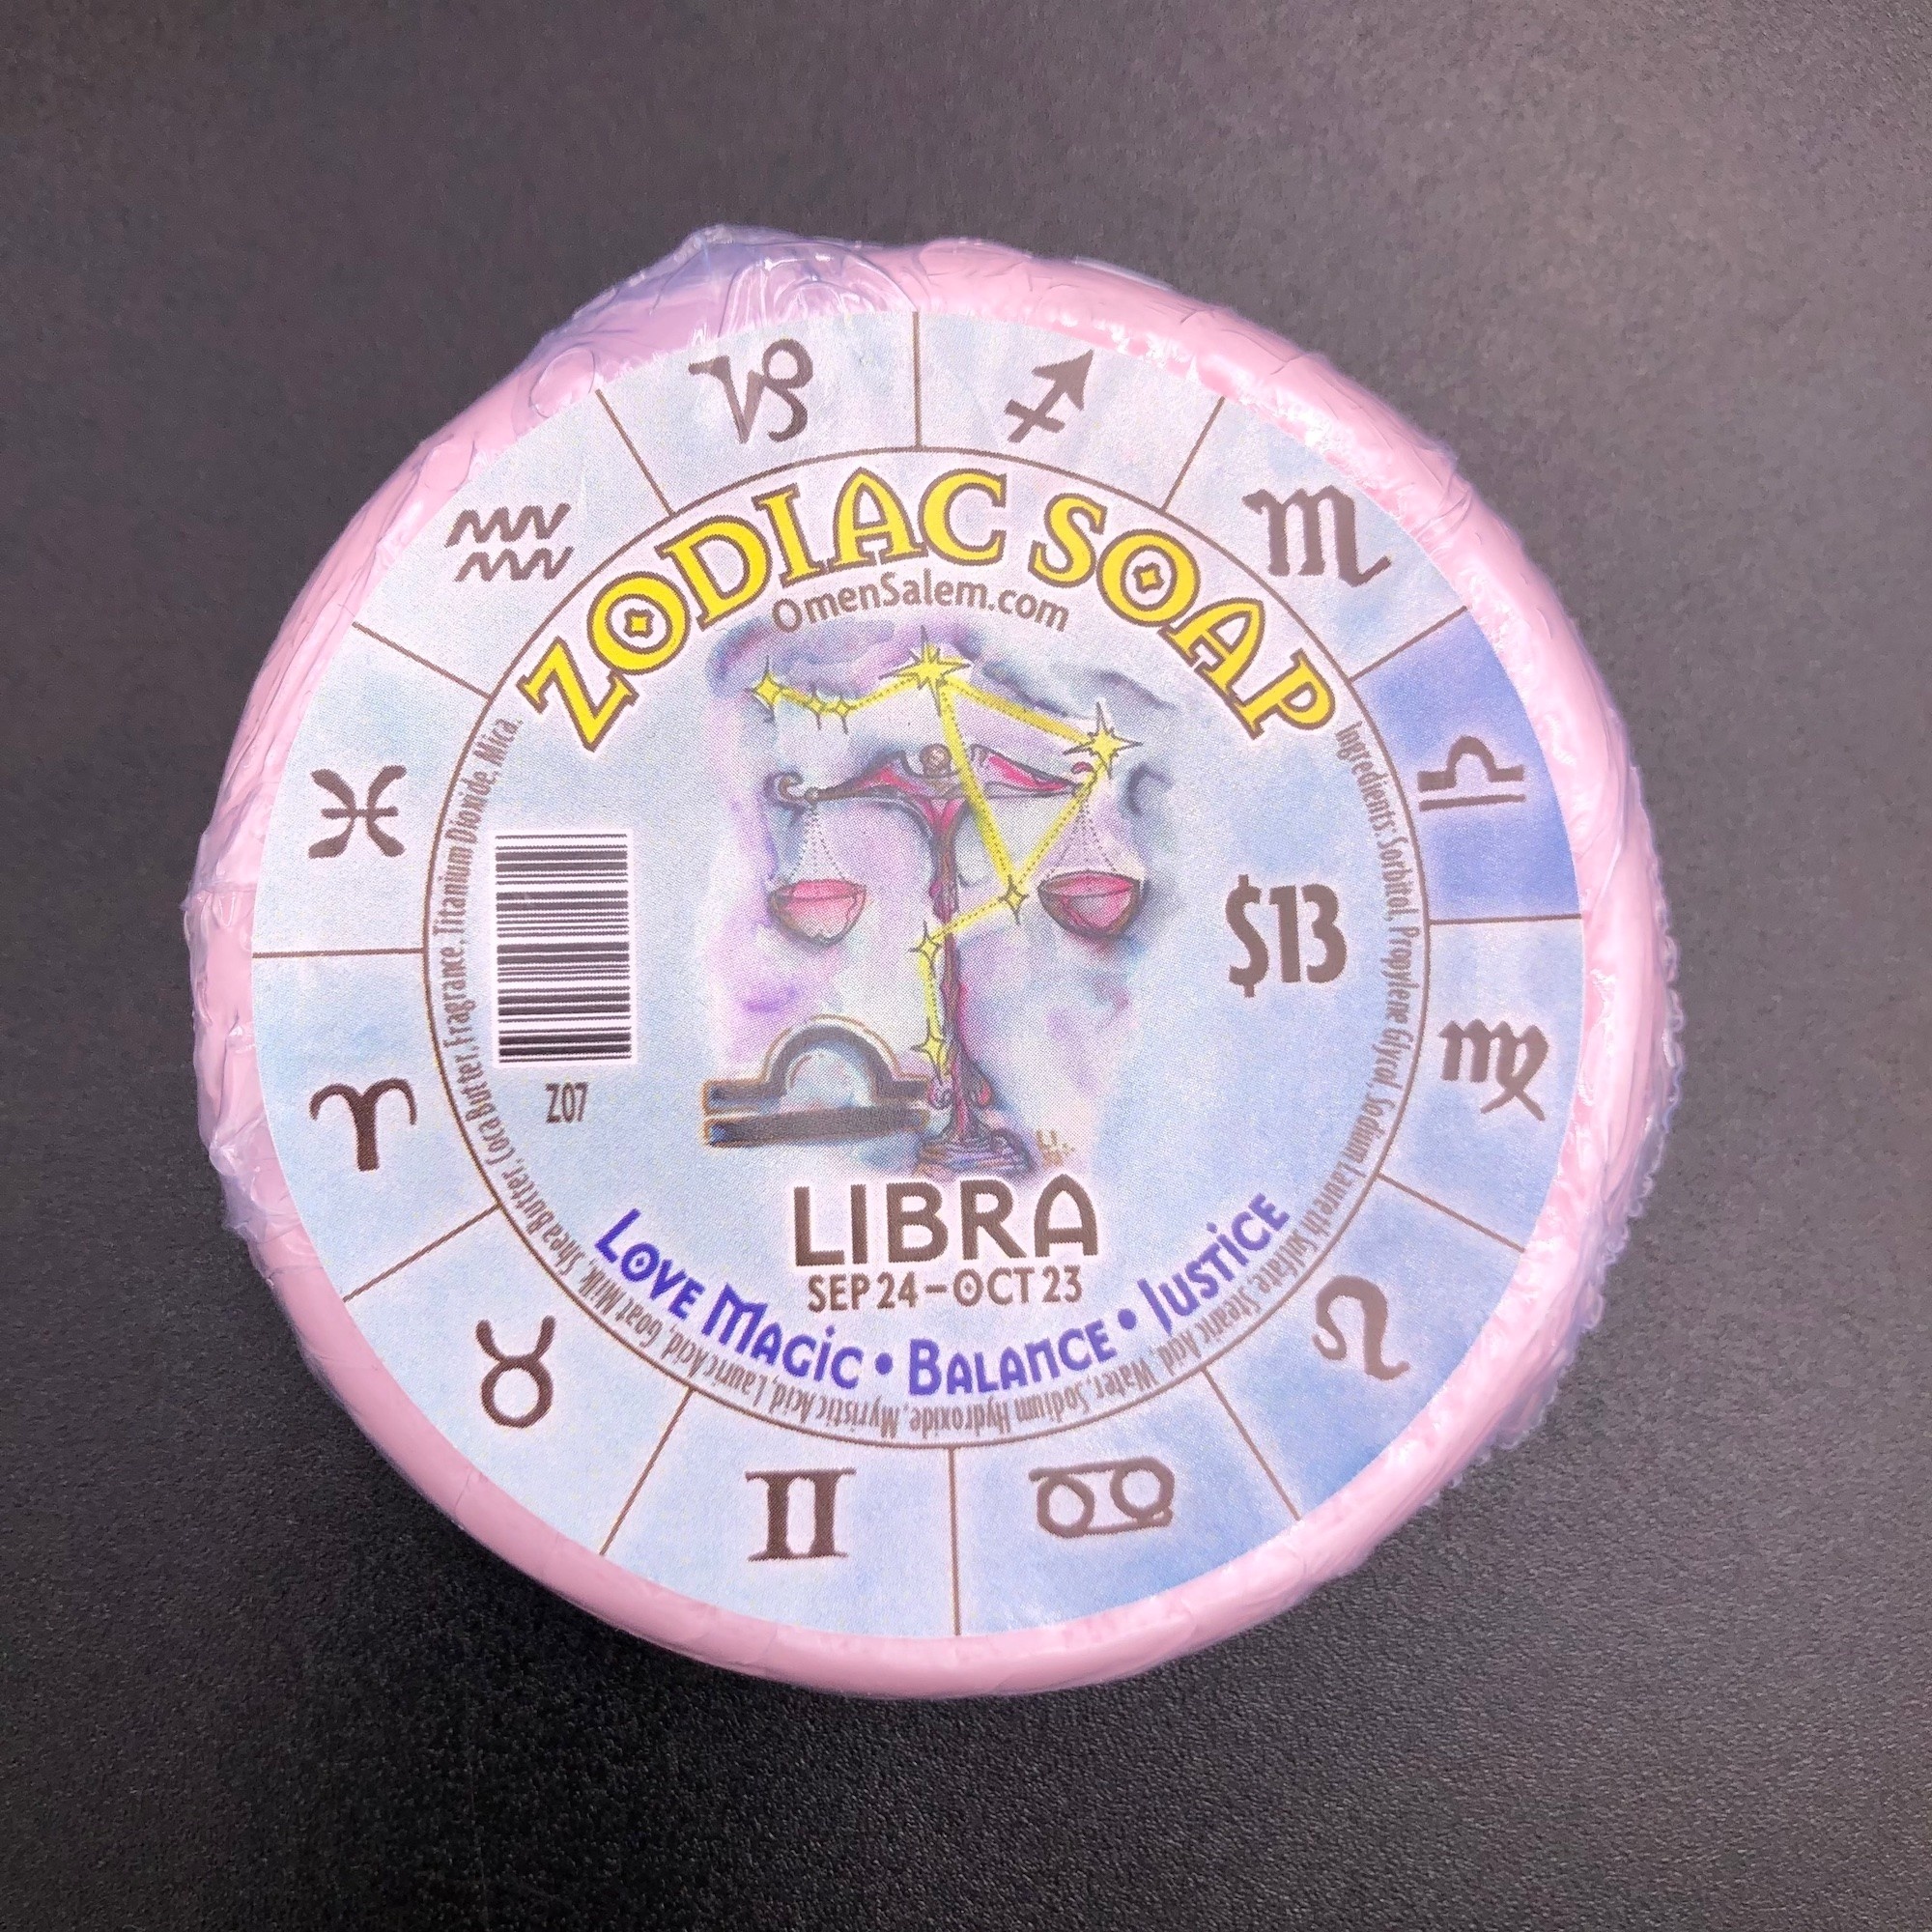 ZODIAC SOAP
OmenSalem.com
$13
Z07
LIBRA
SEP 24 – OCT 23
LOVE MAGIC • BALANCE • JUSTICE
Ingredients: Sorbitol, Propylene Glycol, Sodium Laureth Sulfate, Stearic Acid, Water, Sodium Hydroxide, Myristic Acid, Lauric Acid, Goat Milk, Shea Butter, Coca Butter, Fragrance, Titanium Dioxide, Mica.